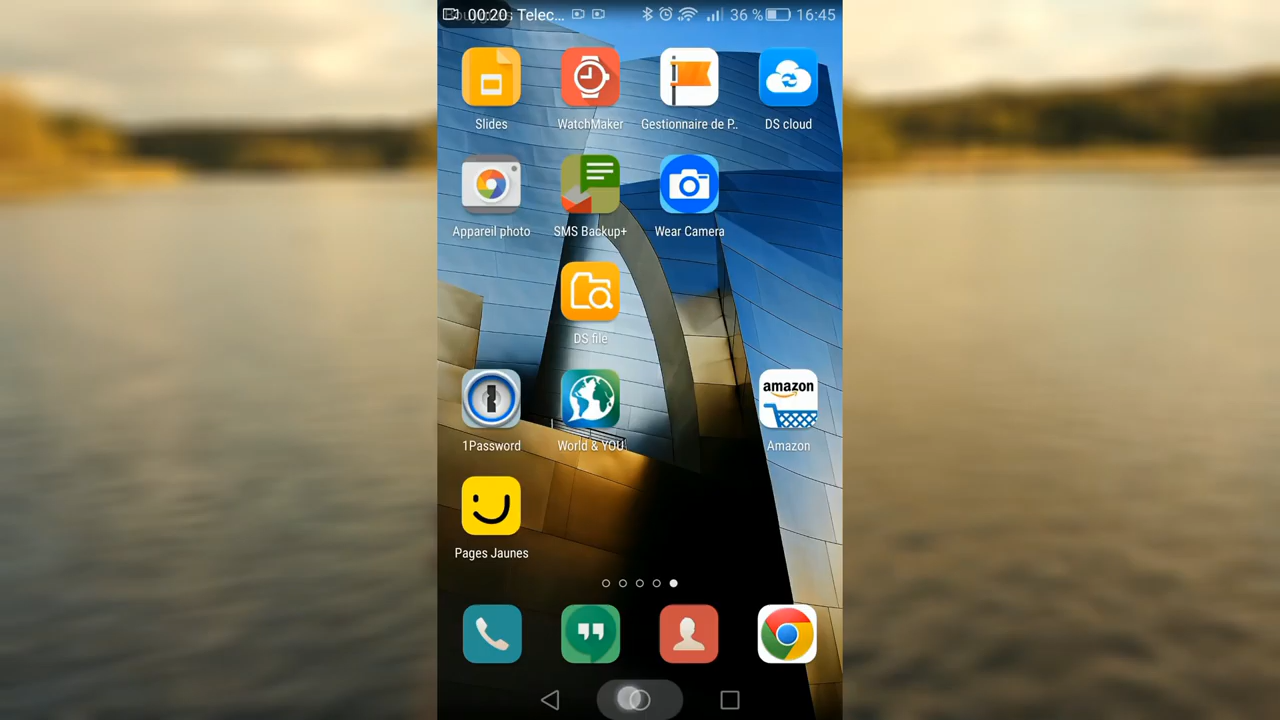 00:20 Telec... 36 % 16:45
Slides WatchMaker Gestionnaire de P.. DS cloud
Appareil photo SMS Backup+ Wear Camera
DS file
amazon
1Password World & YOU Amazon
Pages Jaunes